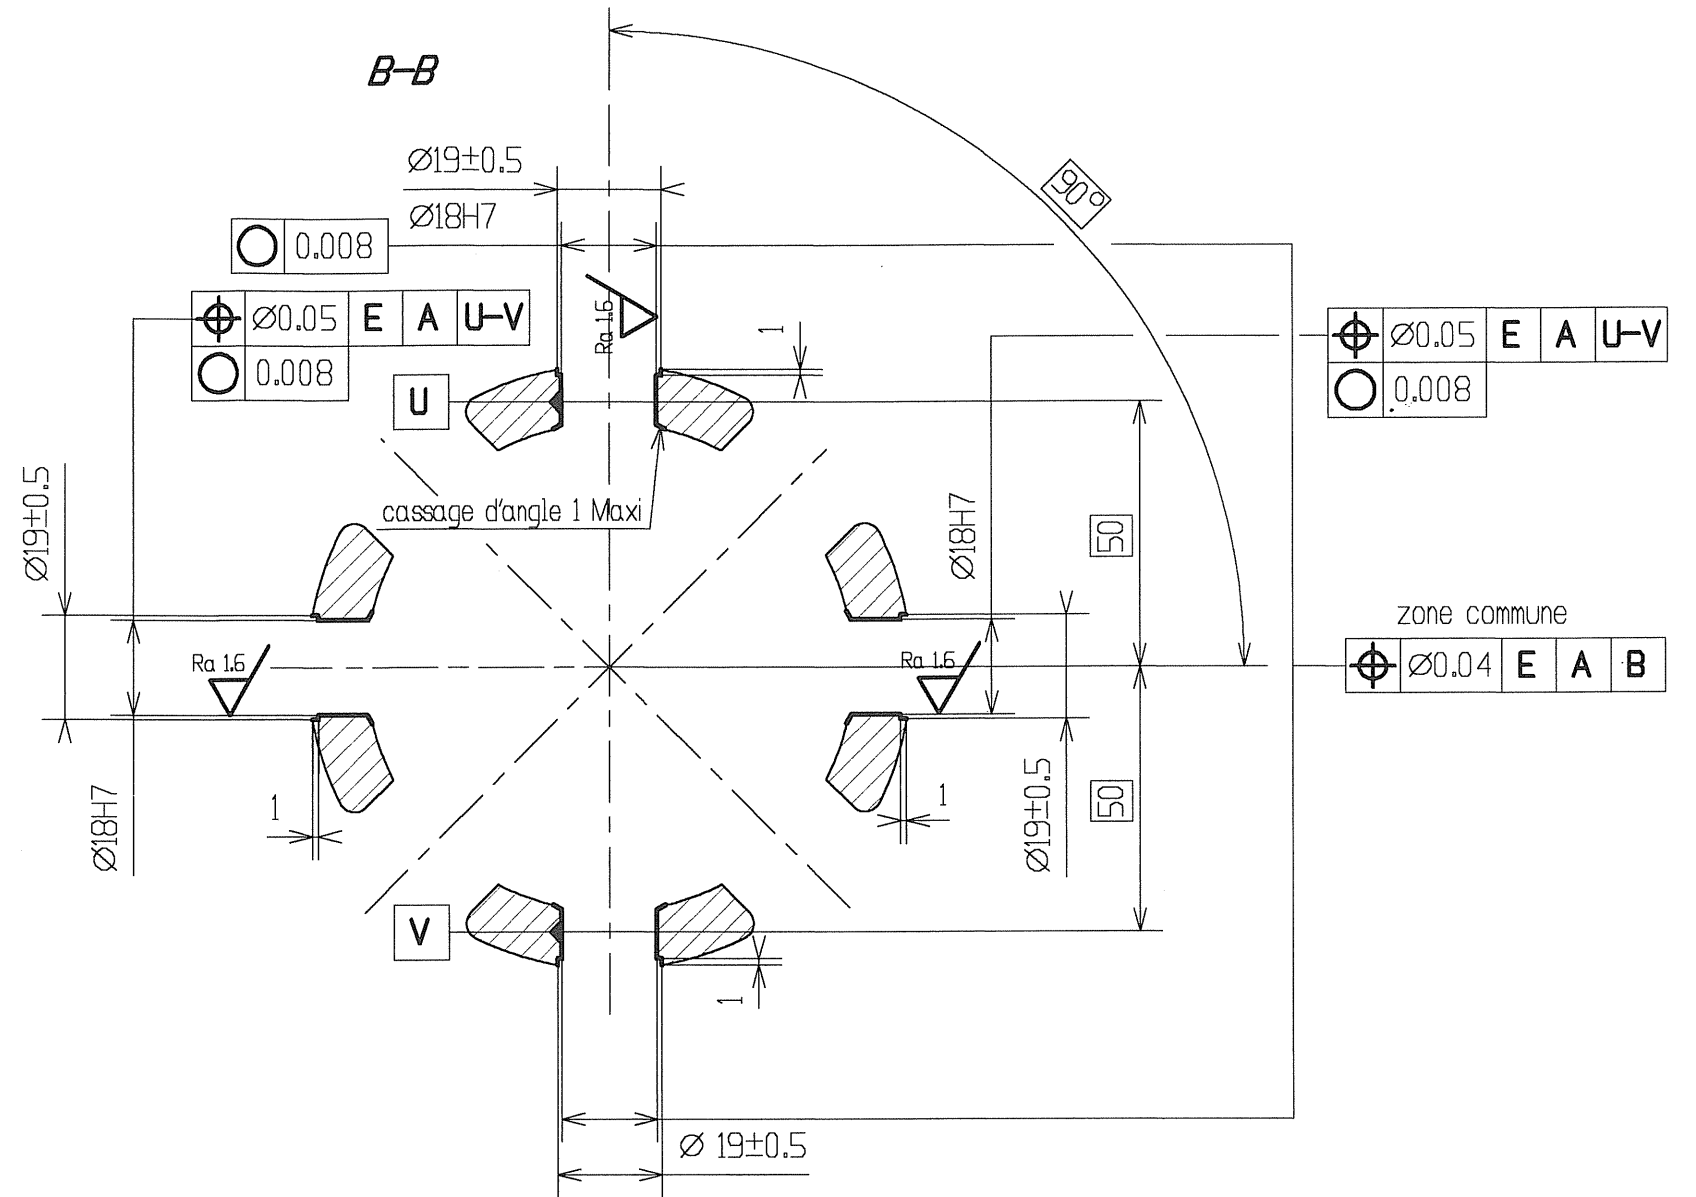 B-B
90°
Ø19±0.5
Ø18H7
0.008
Ø0.05 E A U-V
0.008
Ra 1.6
1
Ø0.05 E A U-V
0.008
U
Ø19±0.5
cassage d'angle 1 Maxi
Ø18H7
50
zone commune
Ø0.04 E A B
Ra 1.6
Ra 1.6
Ø18H7
1
1
Ø19±0.5
50
V
1
Ø 19±0.5